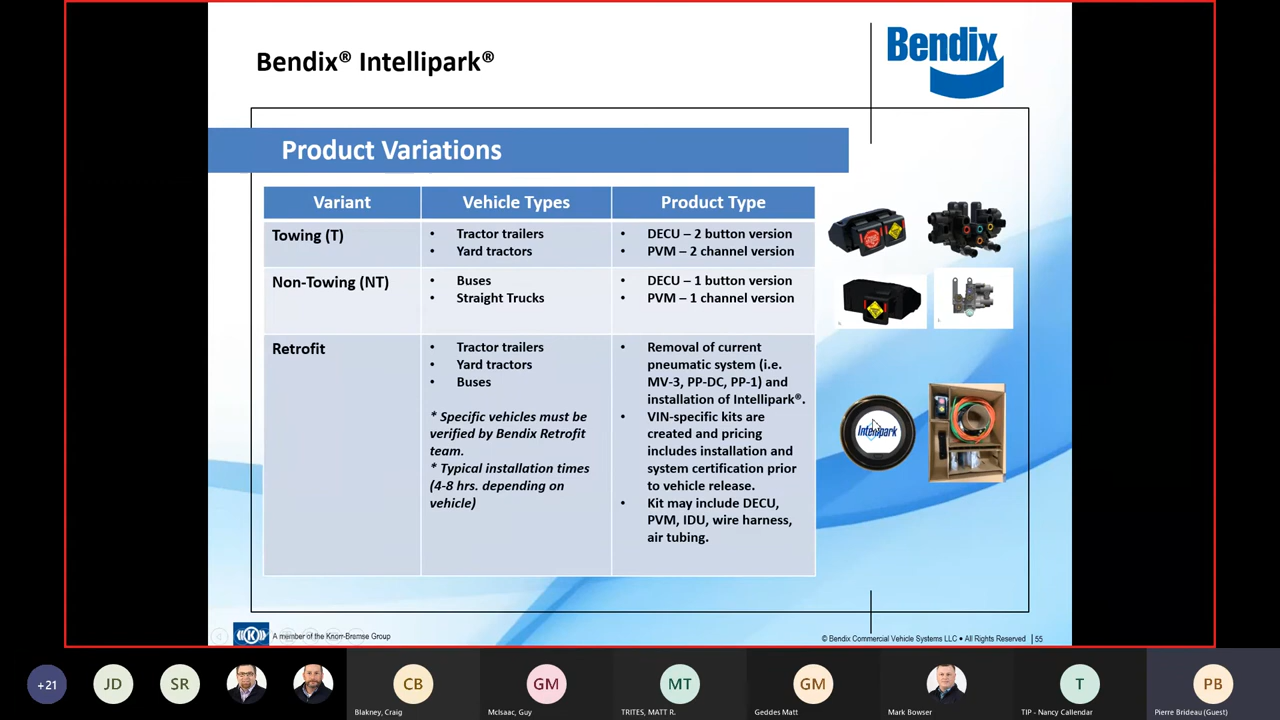 Bendix® Intellipark®
Bendix
Product Variations
Variant
Vehicle Types
Product Type
Towing (T)
• Tractor trailers
• Yard tractors
• DECU – 2 button version
• PVM – 2 channel version
Non-Towing (NT)
• Buses
• Straight Trucks
• DECU – 1 button version
• PVM – 1 channel version
Retrofit
• Tractor trailers
• Yard tractors
• Buses
* Specific vehicles must be
verified by Bendix Retrofit
team.
* Typical installation times
(4-8 hrs. depending on
vehicle)
• Removal of current
pneumatic system (i.e.
MV-3, PP-DC, PP-1) and
installation of Intellipark®.
• VIN-specific kits are
created and pricing
includes installation and
system certification prior
to vehicle release.
• Kit may include DECU,
PVM, IDU, wire harness,
air tubing.
Intellipark
A member of the Knorr-Bremse Group
© Bendix Commercial Vehicle Systems LLC • All Rights Reserved | 55
+21
JD
SR
CB
Blakney, Craig
GM
McIsaac, Guy
MT
TRITES, MATT R.
GM
Geddes Matt
Mark Bowser
T
TIP - Nancy Callendar
PB
Pierre Brideau (Guest)